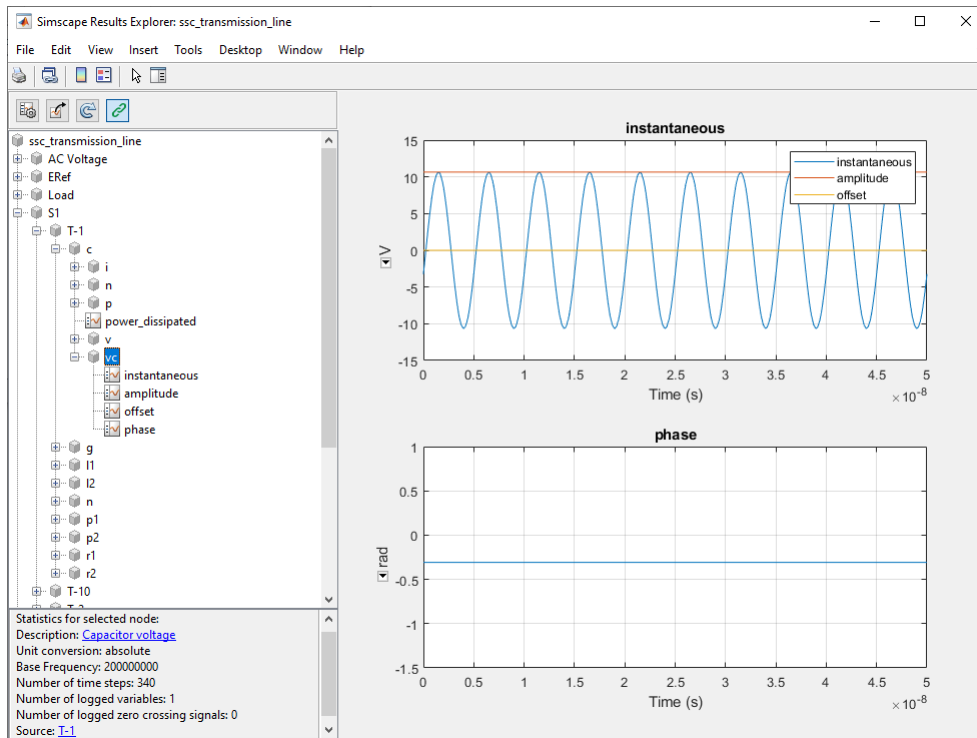 Simscape Results Explorer: ssc_transmission_line
File Edit View Insert Tools Desktop Window Help
ssc_transmission_line
AC Voltage
ERef
Load
S1
T-1
c
i
n
p
power_dissipated
v
vc
instantaneous
amplitude
offset
phase
g
l1
l2
n
p1
p2
r1
r2
T-10
Statistics for selected node:
Description: Capacitor voltage
Unit conversion: absolute
Base Frequency: 200000000
Number of time steps: 340
Number of logged variables: 1
Number of logged zero crossing signals: 0
Source: T-1
instantaneous
15
10
5
0
-5
-10
-15
V
instantaneous
amplitude
offset
0 0.5 1 1.5 2 2.5 3 3.5 4 4.5 5
Time (s)
×10⁻⁸
phase
1
0.5
0
-0.5
-1
-1.5
rad
0 0.5 1 1.5 2 2.5 3 3.5 4 4.5 5
Time (s)
×10⁻⁸